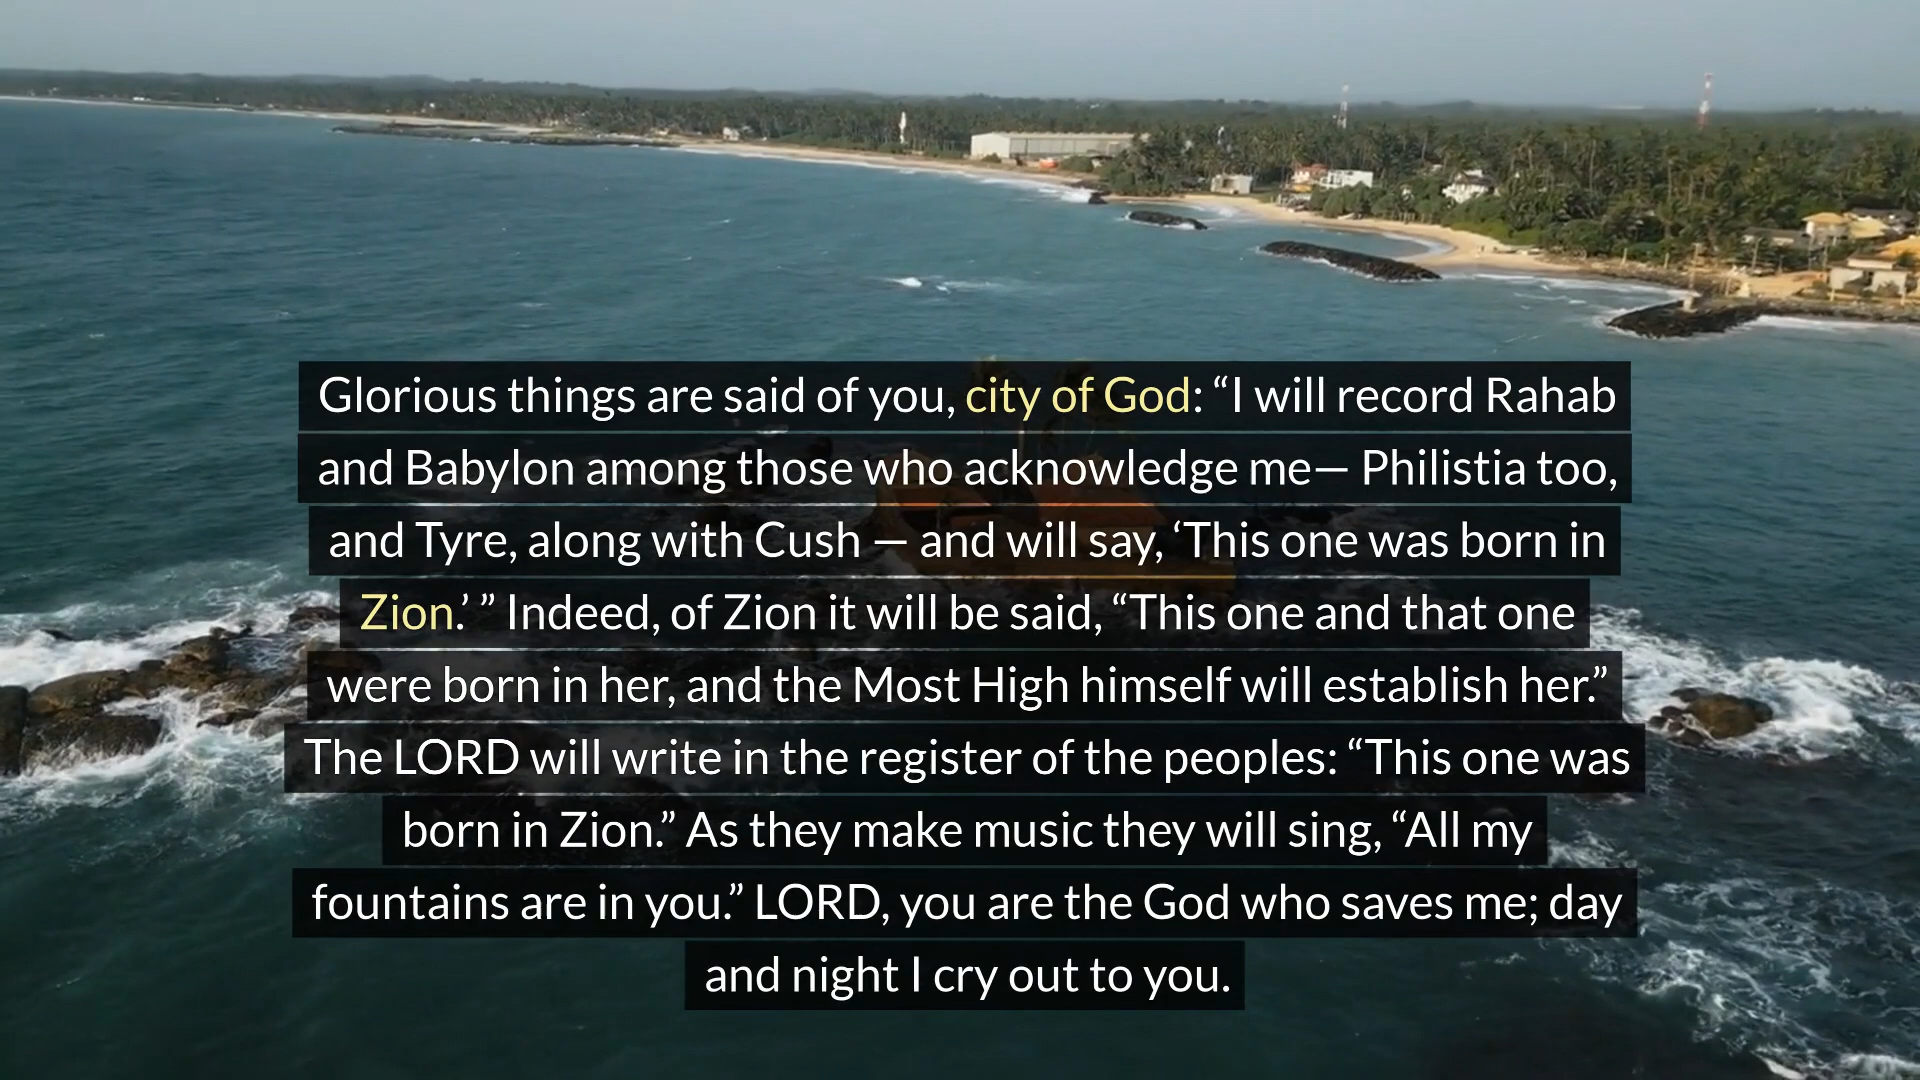 Glorious things are said of you, city of God: “I will record Rahab
and Babylon among those who acknowledge me— Philistia too,
and Tyre, along with Cush — and will say, ‘This one was born in
Zion.’ ” Indeed, of Zion it will be said, “This one and that one
were born in her, and the Most High himself will establish her.”
The LORD will write in the register of the peoples: “This one was
born in Zion.” As they make music they will sing, “All my
fountains are in you.” LORD, you are the God who saves me; day
and night I cry out to you.